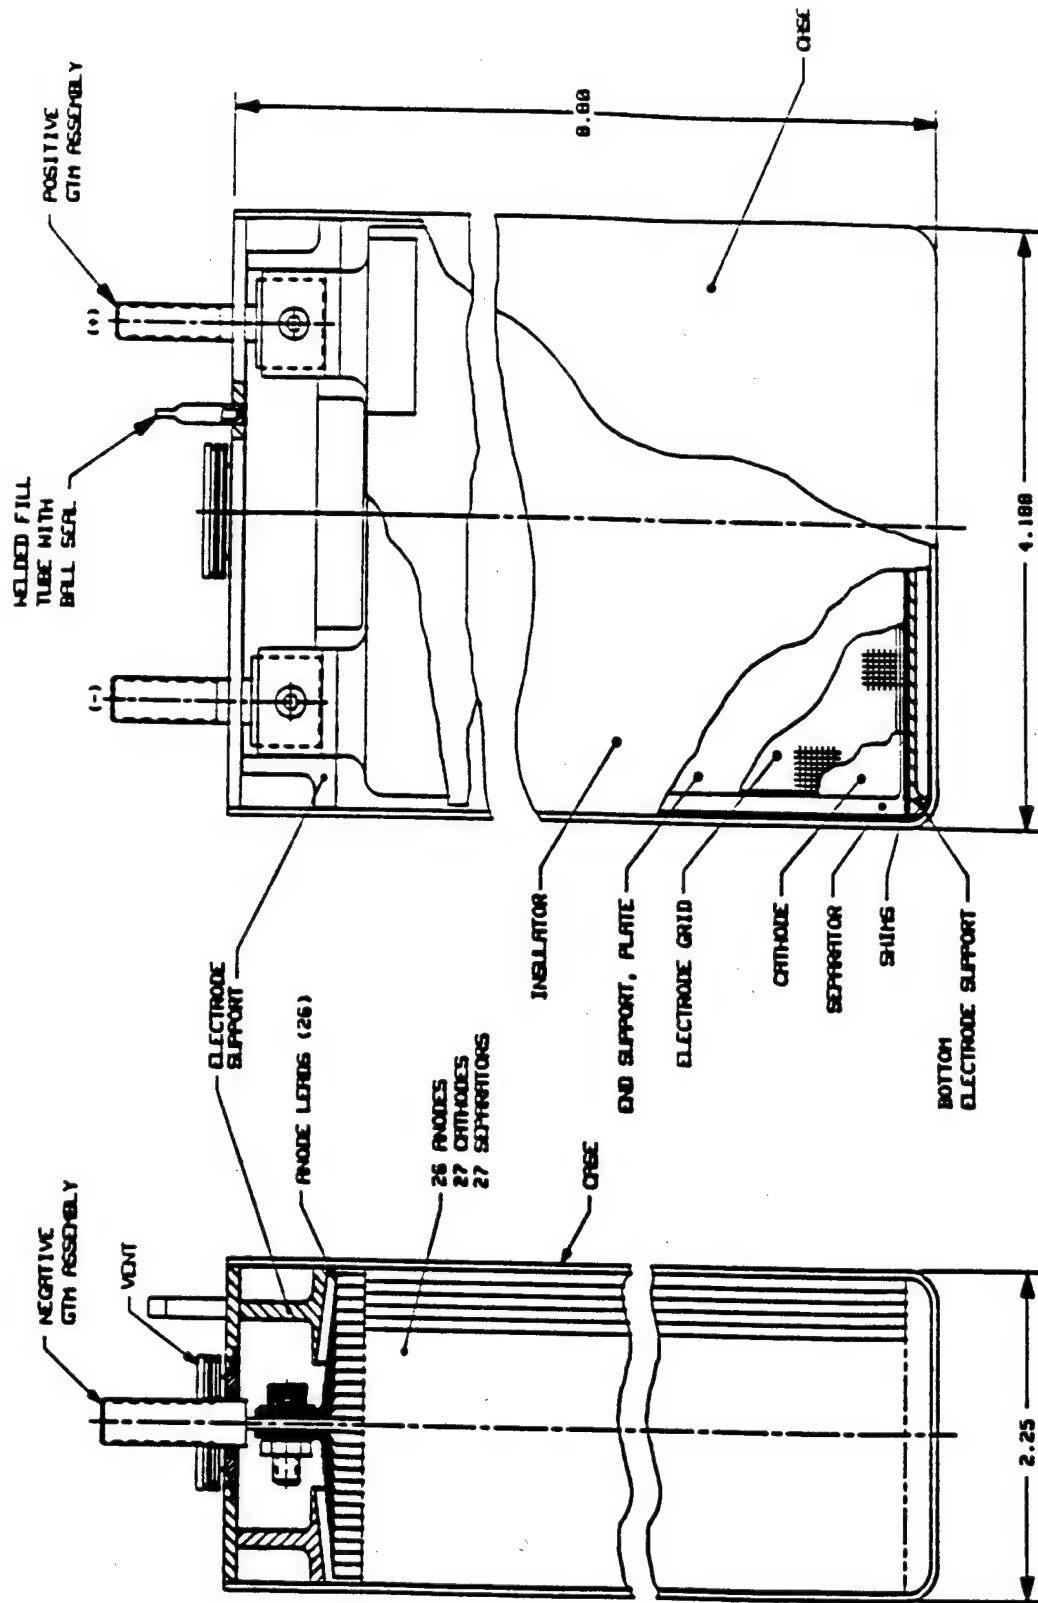 CASE
POSITIVE
GTM ASSEMBLY
(+)
WELDED FILL
TUBE WITH
BALL SEAL
(-)
8.00
4.188
INSULATOR
END SUPPORT, PLATE
ELECTRODE GRID
CATHODE
SEPARATOR
SHIMS
BOTTOM
ELECTRODE SUPPORT
NEGATIVE
GTM ASSEMBLY
VENT
ELECTRODE
SUPPORT
ANODE LEADS (26)
26 ANODES
27 CATHODES
27 SEPARATORS
CASE
2.25